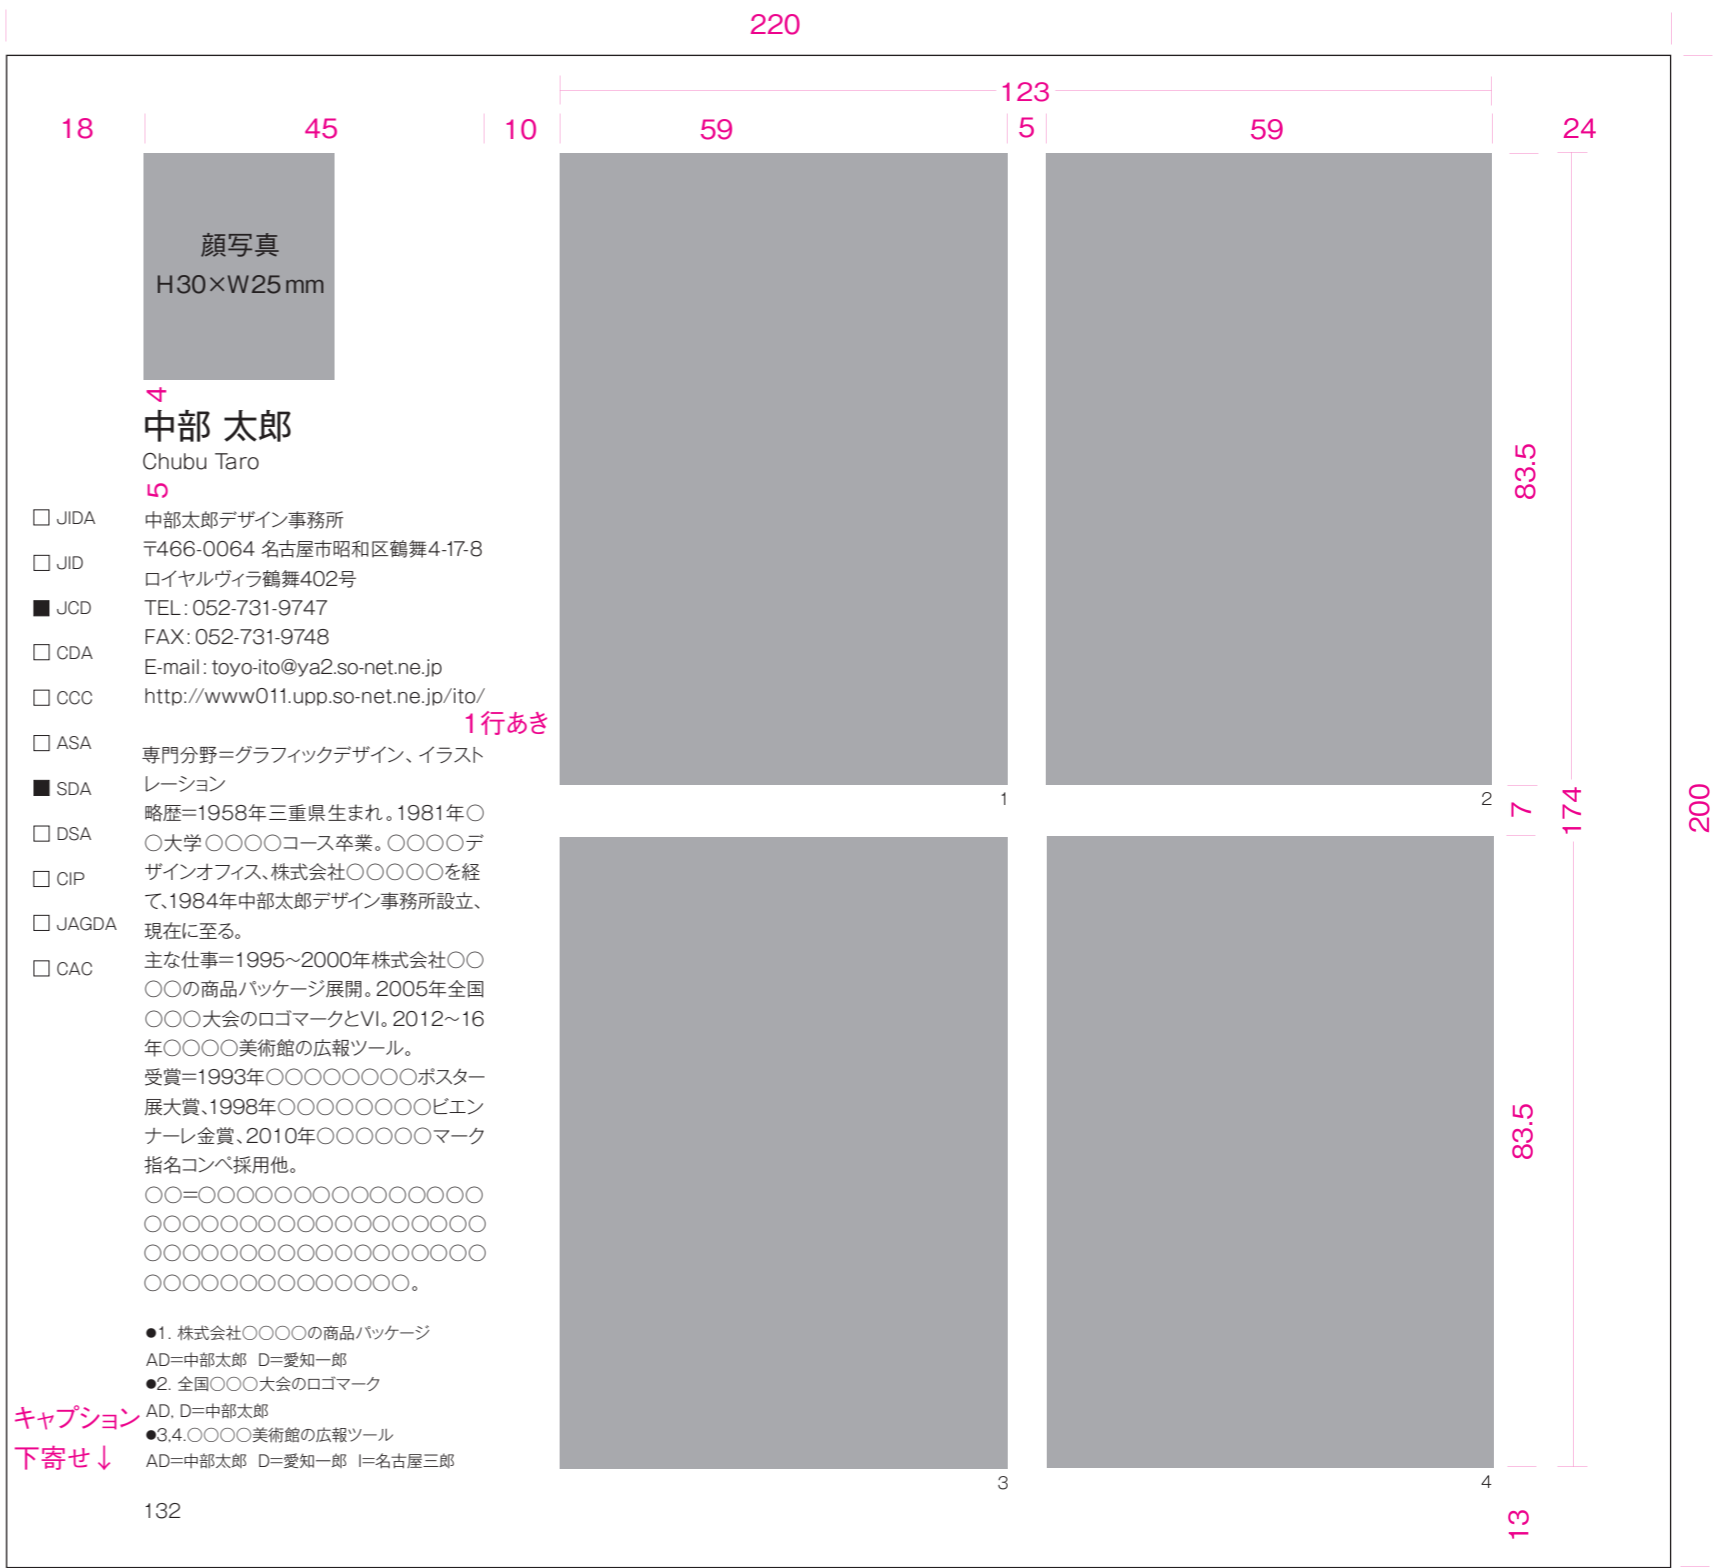 220
123
18
45
10
59
5
59
24
顔写真
H30×W25mm
4
中部 太郎
Chubu Taro
5
□ JIDA
□ JID
■ JCD
□ CDA
□ CCC
□ ASA
■ SDA
□ DSA
□ CIP
□ JAGDA
□ CAC
中部太郎デザイン事務所
〒466-0064 名古屋市昭和区鶴舞4-17-8
ロイヤルヴィラ鶴舞402号
TEL:052-731-9747
FAX:052-731-9748
E-mail:toyo-ito@ya2.so-net.ne.jp
http://www011.upp.so-net.ne.jp/ito/
1行あき
専門分野=グラフィックデザイン、イラスト
レーション
略歴=1958年三重県生まれ。1981年○
○大学○○○○コース卒業。○○○○デ
ザインオフィス、株式会社○○○○○を経
て、1984年中部太郎デザイン事務所設立、
現在に至る。
主な仕事=1995~2000年株式会社○○
○○の商品パッケージ展開。2005年全国
○○○大会のロゴマークとVI。2012~16
年○○○○美術館の広報ツール。
受賞=1993年○○○○○○○○ポスター
展大賞、1998年○○○○○○○○ビエン
ナーレ金賞、2010年○○○○○○マーク
指名コンペ採用他。
○○=○○○○○○○○○○○○○○○
○○○○○○○○○○○○○○○○○○
○○○○○○○○○○○○○○○○○○
○○○○○○○○○○○○○○。
●1. 株式会社○○○○の商品パッケージ
AD=中部太郎 D=愛知一郎
●2. 全国○○○大会のロゴマーク
AD, D=中部太郎
●3,4.○○○○美術館の広報ツール
AD=中部太郎 D=愛知一郎 I=名古屋三郎
キャプション
下寄せ↓
132
1
2
3
4
83.5
7
174
200
83.5
13